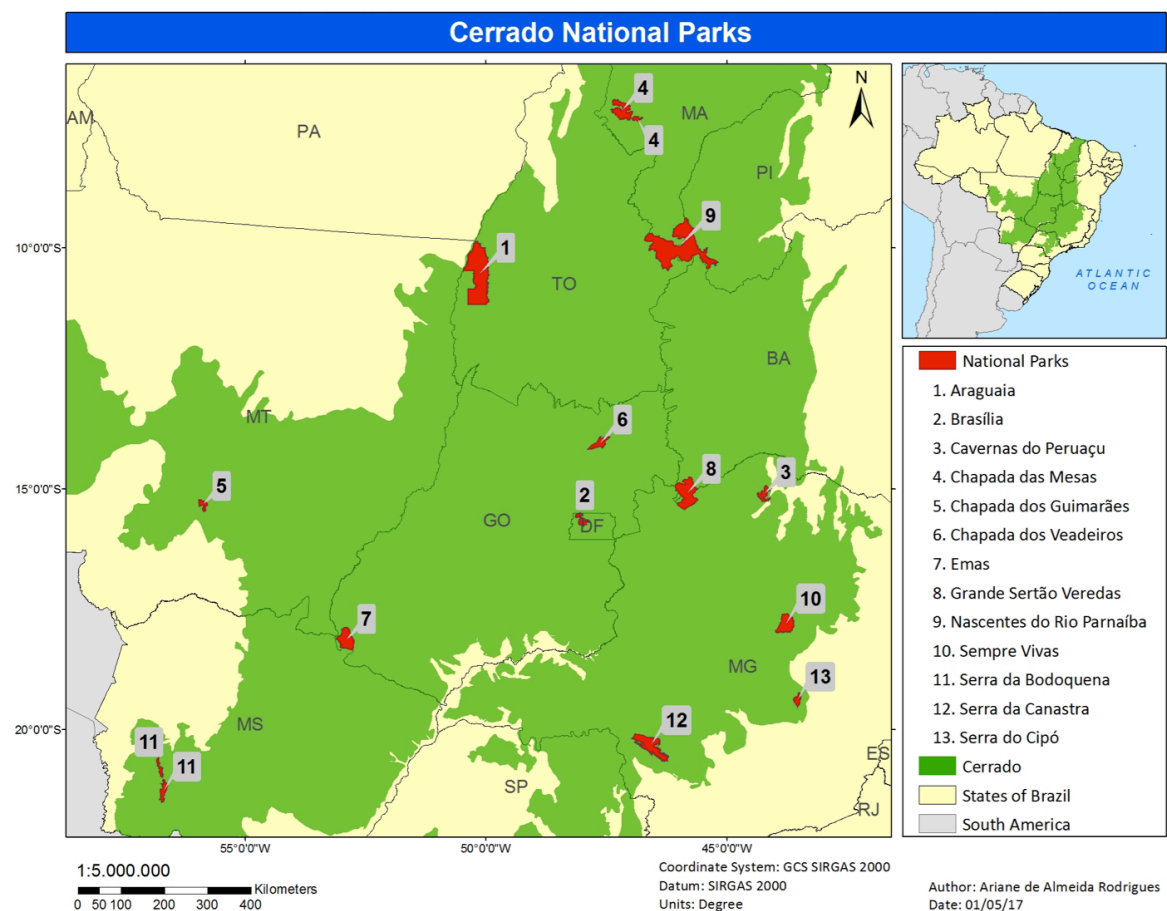 Cerrado National Parks
N
4
MA
AM
PA
4
PI
9
10°0'0"S
1
TO
BA
MT
6
8
3
5
15°0'0"S
2
GO
DF
10
7
MG
13
MS
12
20°0'0"S
11
11
ES
SP
RJ
55°0'0"W
50°0'0"W
45°0'0"W
ATLANTIC
OCEAN
National Parks
1. Araguaia
2. Brasília
3. Cavernas do Peruaçu
4. Chapada das Mesas
5. Chapada dos Guimarães
6. Chapada dos Veadeiros
7. Emas
8. Grande Sertão Veredas
9. Nascentes do Rio Parnaíba
10. Sempre Vivas
11. Serra da Bodoquena
12. Serra da Canastra
13. Serra do Cipó
Cerrado
States of Brazil
South America
1:5.000.000
Kilometers
0 50 100 200 300 400
Coordinate System: GCS SIRGAS 2000
Datum: SIRGAS 2000
Units: Degree
Author: Ariane de Almeida Rodrigues
Date: 01/05/17